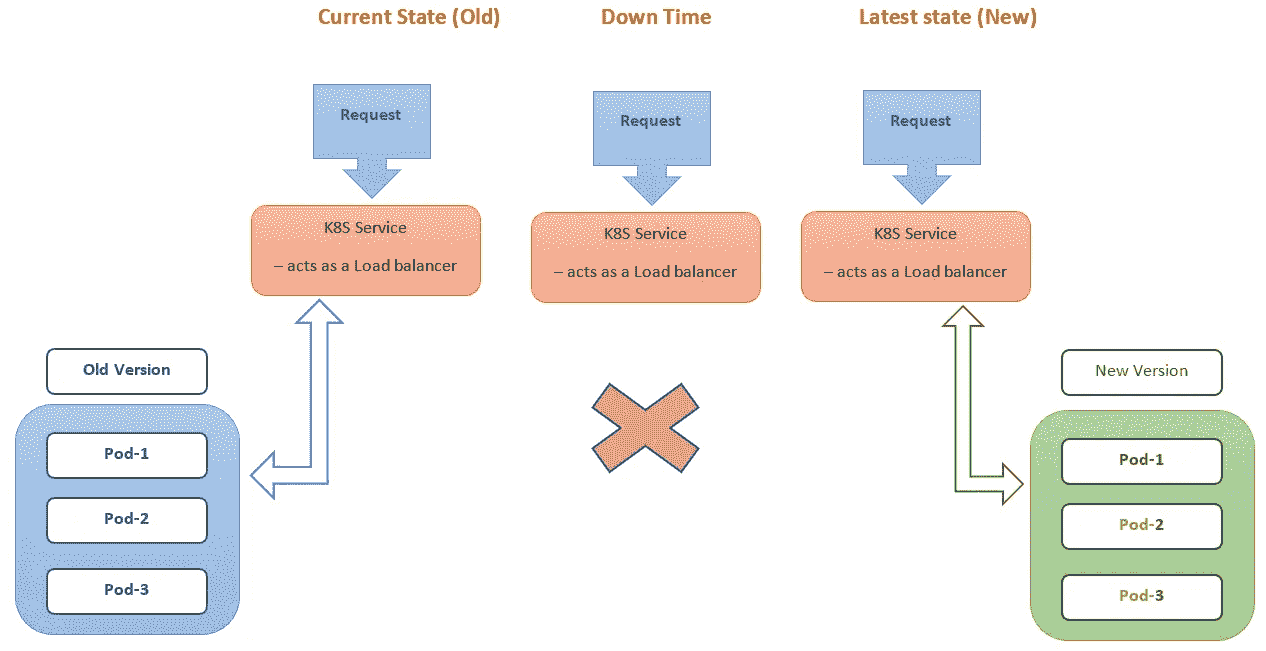 Current State (Old)
Down Time
Latest state (New)
Request
Request
Request
K8S Service
– acts as a Load balancer
K8S Service
– acts as a Load balancer
K8S Service
– acts as a Load balancer
Old Version
Pod-1
Pod-2
Pod-3
New Version
Pod-1
Pod-2
Pod-3